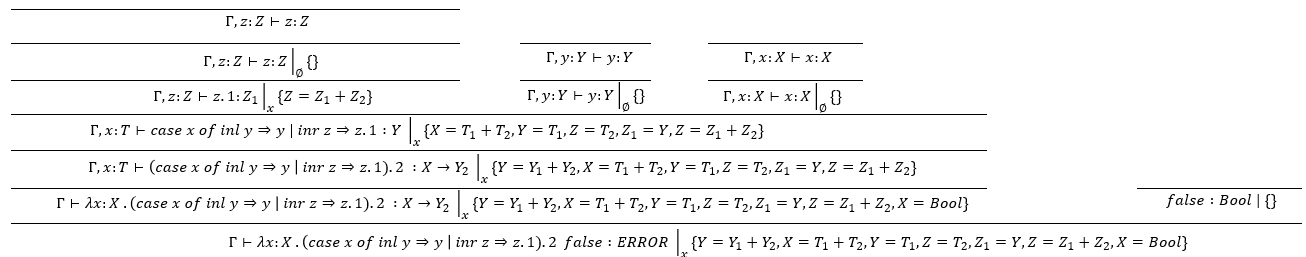 Γ, z: Z ⊢ z: Z
Γ, z: Z ⊢ z: Z |∅ {}
Γ, y: Y ⊢ y: Y
Γ, x: X ⊢ x: X
Γ, z: Z ⊢ z. 1: Z₁ |ₓ {Z = Z₁ + Z₂}
Γ, y: Y ⊢ y: Y |∅ {}
Γ, x: X ⊢ x: X |∅ {}
Γ, x: T ⊢ case x of inl y ⇒ y | inr z ⇒ z. 1 : Y |ₓ {X = T₁ + T₂, Y = T₁, Z = T₂, Z₁ = Y, Z = Z₁ + Z₂}
Γ, x: T ⊢ (case x of inl y ⇒ y | inr z ⇒ z. 1). 2 : X → Y₂ |ₓ {Y = Y₁ + Y₂, X = T₁ + T₂, Y = T₁, Z = T₂, Z₁ = Y, Z = Z₁ + Z₂}
Γ ⊢ λx: X . (case x of inl y ⇒ y | inr z ⇒ z. 1). 2 : X → Y₂ |ₓ {Y = Y₁ + Y₂, X = T₁ + T₂, Y = T₁, Z = T₂, Z₁ = Y, Z = Z₁ + Z₂, X = Bool}
false : Bool | {}
Γ ⊢ λx: X . (case x of inl y ⇒ y | inr z ⇒ z. 1). 2 false : ERROR |ₓ {Y = Y₁ + Y₂, X = T₁ + T₂, Y = T₁, Z = T₂, Z₁ = Y, Z = Z₁ + Z₂, X = Bool}